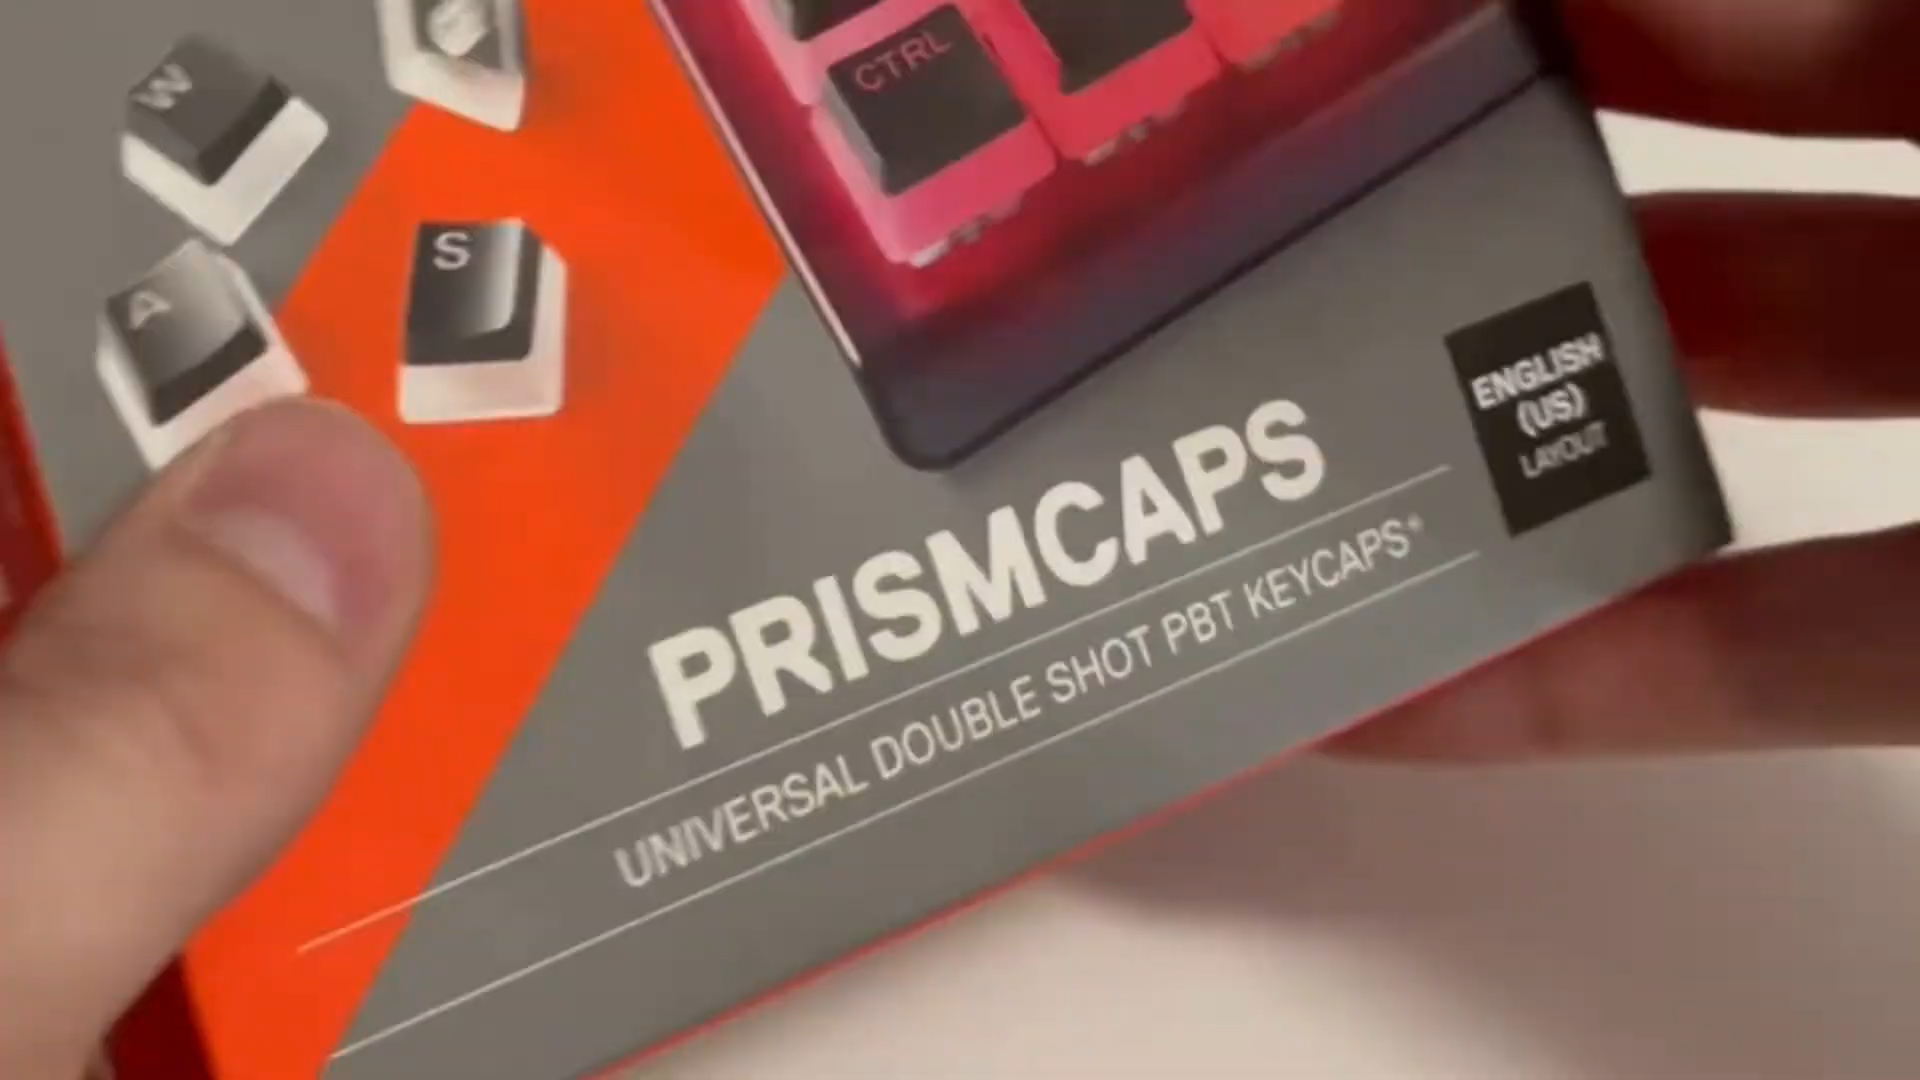 W
CTRL
A
S
ENGLISH
(US)
LAYOUT
PRISMCAPS
UNIVERSAL DOUBLE SHOT PBT KEYCAPS*